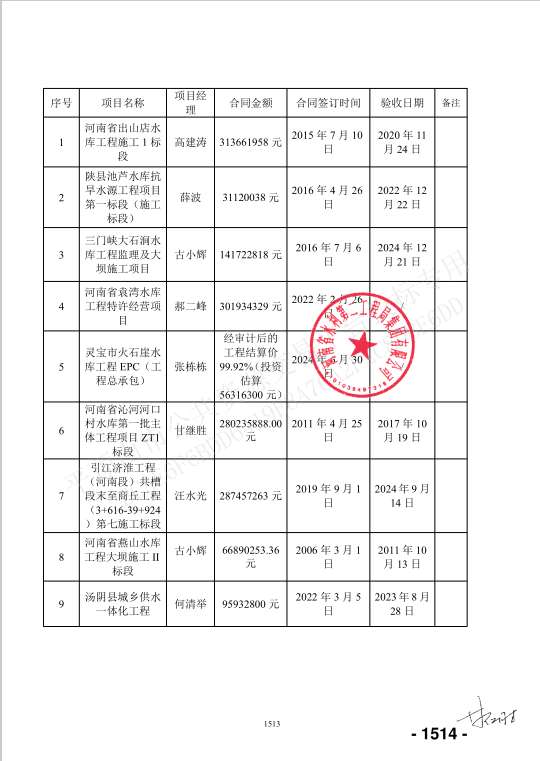 序号 项目名称 项目经理 合同金额 合同签订时间 验收日期 备注
1 河南省出山店水库工程施工1标段 高建涛 313661958元 2015年7月10日 2020年11月24日
2 陕县池芦水库抗旱水源工程项目第一标段（施工标段） 薛波 31120038元 2016年4月26日 2022年12月22日
3 三门峡大石涧水库工程监理及大坝施工项目 古小辉 141722818元 2016年7月6日 2024年12月21日
4 河南省袁湾水库工程特许经营项目 郝二峰 301934329元 2022年2月26日 /
5 灵宝市火石崖水库工程EPC（工程总承包） 张栋栋 经审计后的工程结算价99.92%（投资估算56316300元） 2024年6月30日
6 河南省沁河河口村水库第一批主体工程项目ZT1标段 甘继胜 280235888.00元 2011年4月25日 2017年10月19日
7 引江济淮工程（河南段）共槽段末至商丘工程（3+616-39+924）第七施工标段 汪水光 287457263元 2019年9月1日 2024年9月14日
8 河南省燕山水库工程大坝施工II标段 古小辉 66890253.36元 2006年3月1日 2011年10月13日
9 汤阴县城乡供水一体化工程 何清举 95932800元 2022年3月5日 2023年8月28日
1513
- 1514 -